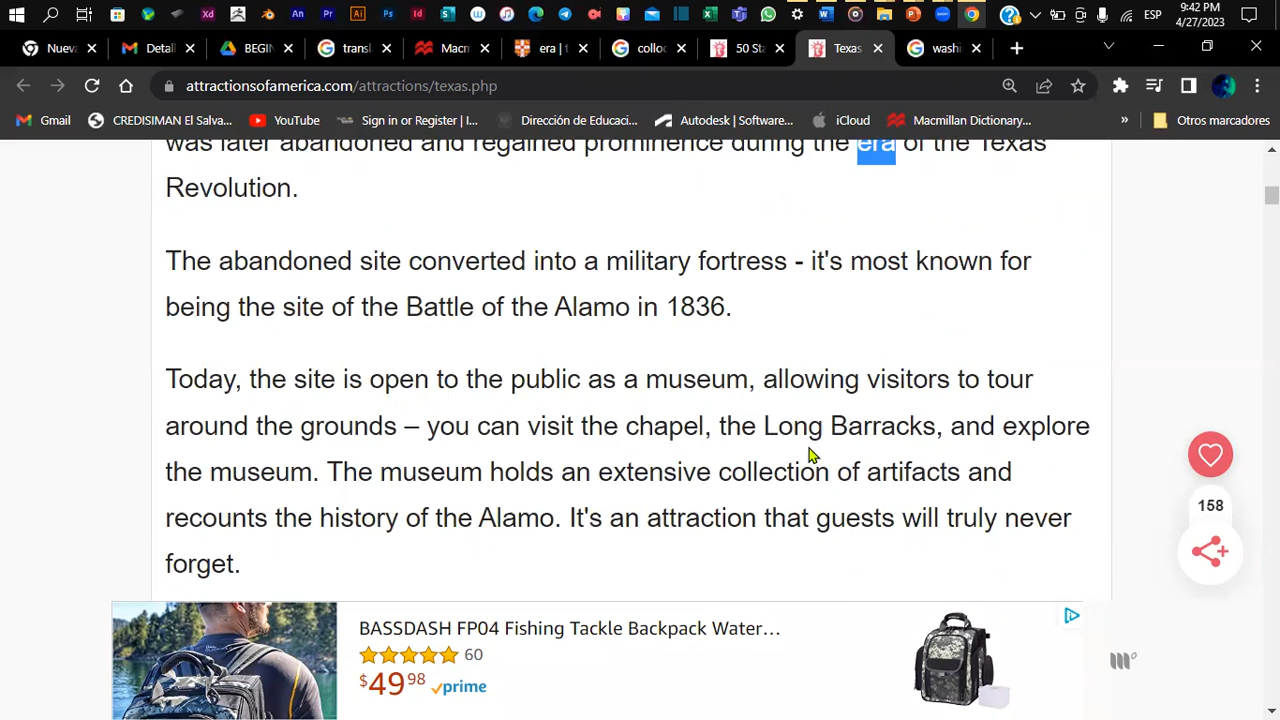 9:42 PM
ESP
4/27/2023
Nueva
Detall
BEGIN
transl
Macm
era | t
colloc
50 Sta
Texas
washi
attractionsofamerica.com/attractions/texas.php
Gmail
CREDISIMAN El Salva...
YouTube
Sign in or Register | I...
Dirección de Educaci...
Autodesk | Software...
iCloud
Macmillan Dictionary...
»
Otros marcadores
was later abandoned and regained prominence during the era of the Texas
Revolution.
The abandoned site converted into a military fortress - it's most known for
being the site of the Battle of the Alamo in 1836.
Today, the site is open to the public as a museum, allowing visitors to tour
around the grounds – you can visit the chapel, the Long Barracks, and explore
the museum. The museum holds an extensive collection of artifacts and
recounts the history of the Alamo. It's an attraction that guests will truly never
forget.
158
BASSDASH FP04 Fishing Tackle Backpack Water...
60
$49.98 prime